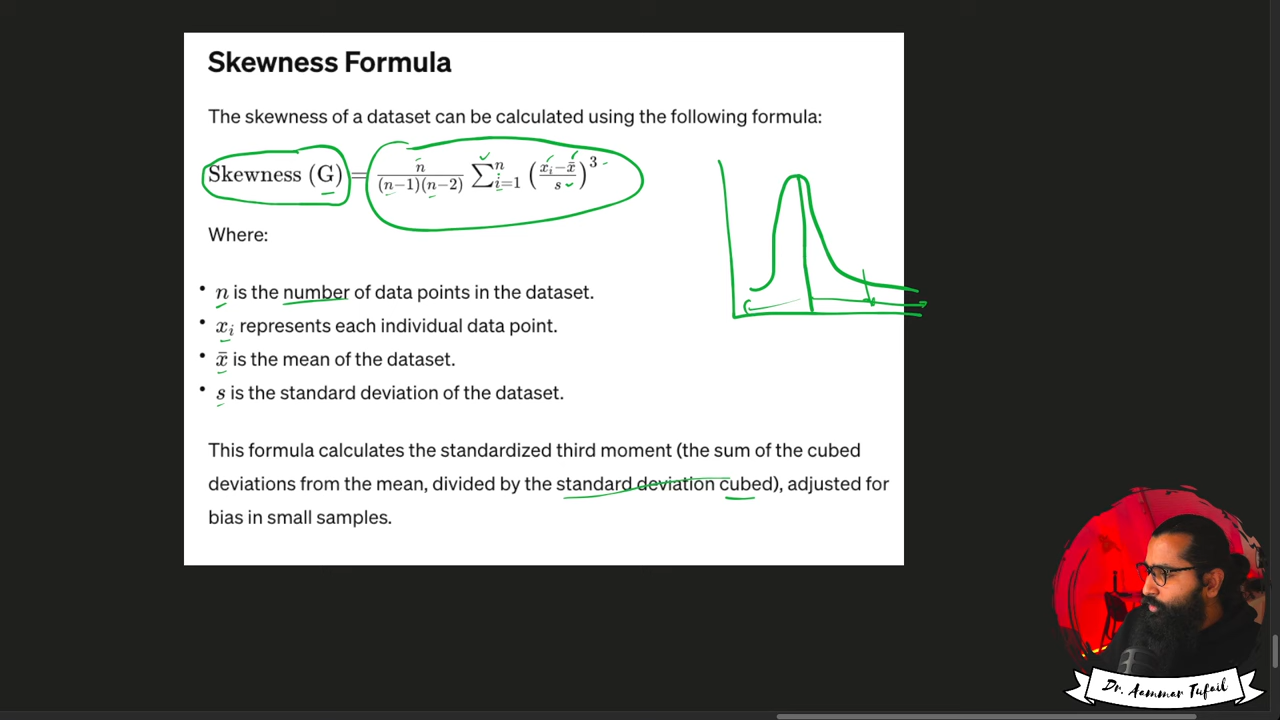 Skewness Formula
The skewness of a dataset can be calculated using the following formula:
Skewness (G) = n/((n−1)(n−2)) ∑ⁿᵢ₌₁ ((xᵢ−x̄)/s)³
Where:
• n is the number of data points in the dataset.
• xᵢ represents each individual data point.
• x̄ is the mean of the dataset.
• s is the standard deviation of the dataset.
This formula calculates the standardized third moment (the sum of the cubed
deviations from the mean, divided by the standard deviation cubed), adjusted for
bias in small samples.
Dr. Aammar Tufail